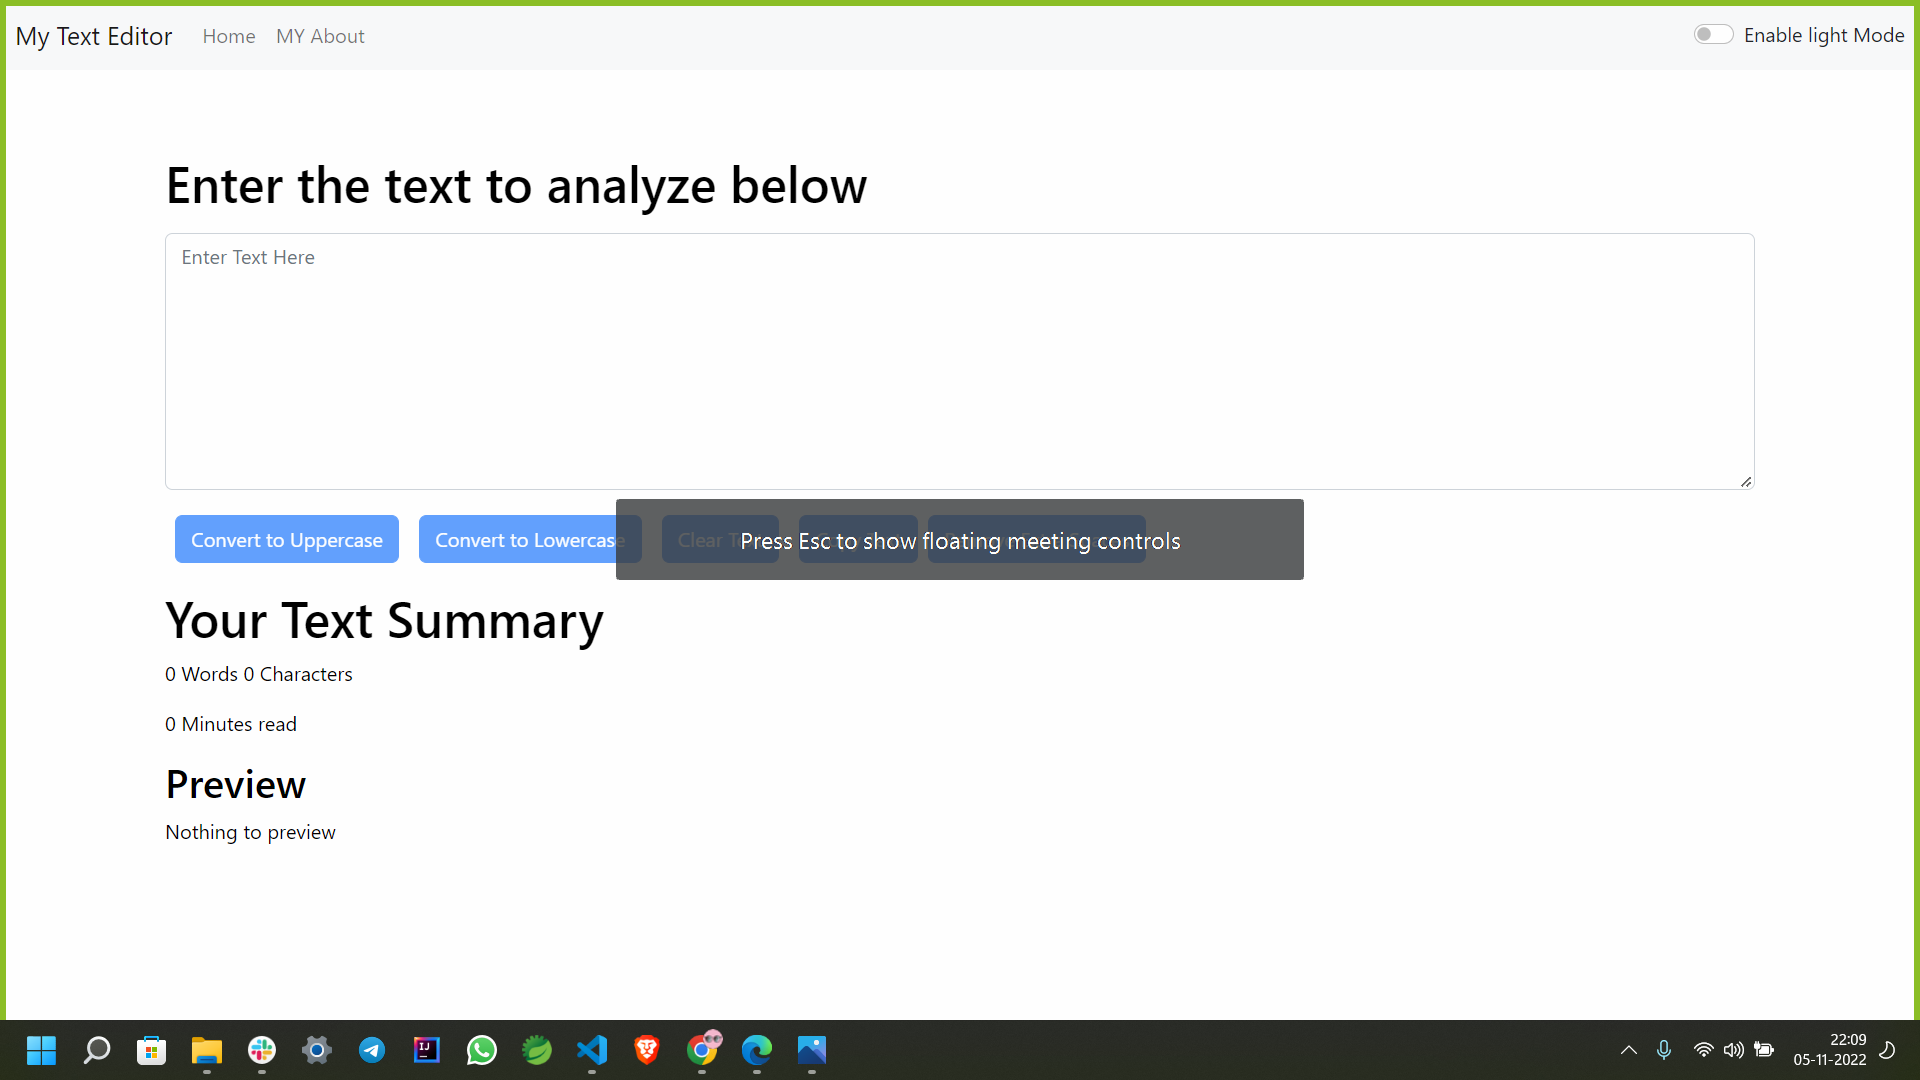 My Text Editor Home MY About Enable light Mode
Enter the text to analyze below
Enter Text Here
Convert to Uppercase Convert to Lowercase Clear
Press Esc to show floating meeting controls
Your Text Summary
0 Words 0 Characters
0 Minutes read
Preview
Nothing to preview
22:09
05-11-2022